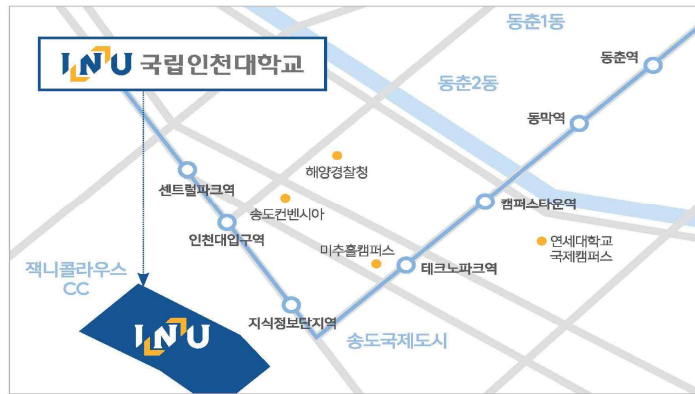 동춘1동
INU 국립인천대학교
동춘역
동춘2동
동막역
해양경찰청
센트럴파크역
송도컨벤시아
캠퍼스타운역
인천대입구역
연세대학교
국제캠퍼스
미추홀캠퍼스
테크노파크역
잭니콜라우스
CC
지식정보단지역
INU
송도국제도시